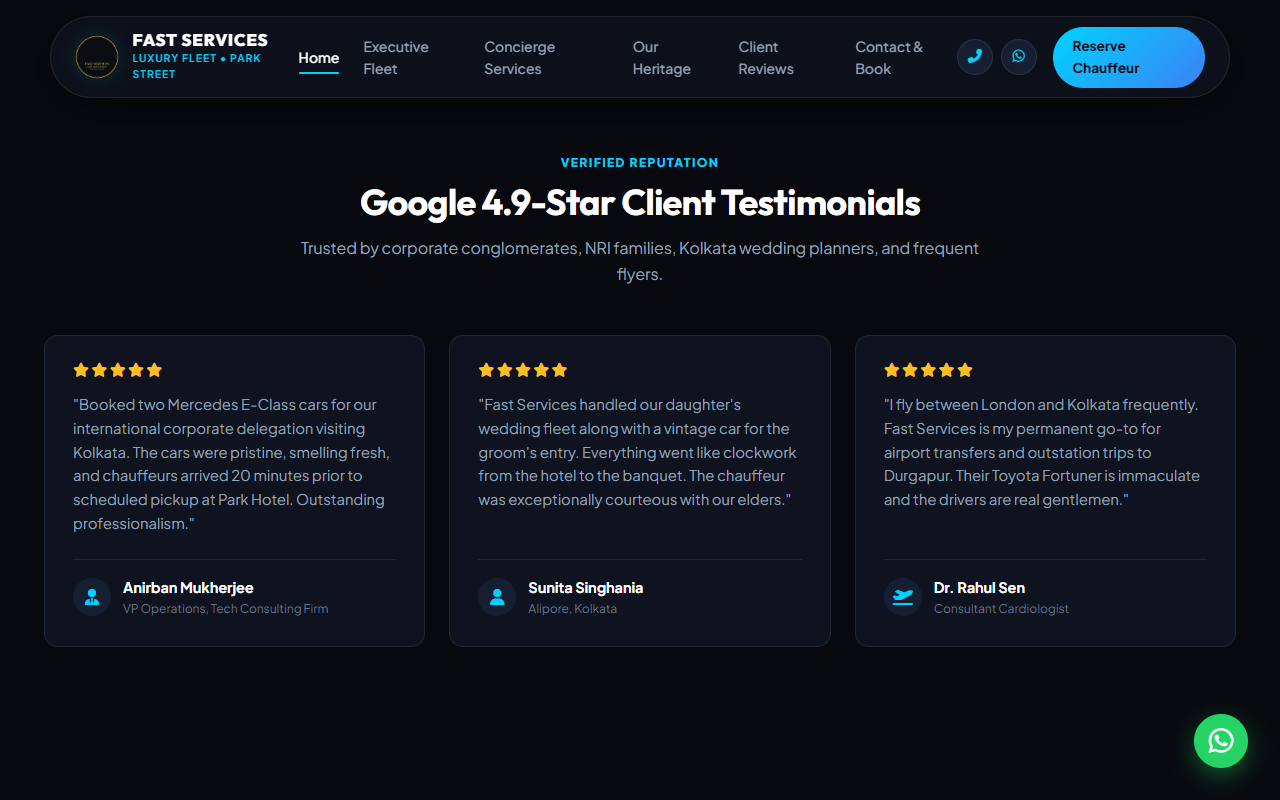 FAST SERVICES
LUXURY FLEET • PARK
STREET
Home
Executive
Fleet
Concierge
Services
Our
Heritage
Client
Reviews
Contact &
Book
Reserve
Chauffeur
VERIFIED REPUTATION
Google 4.9-Star Client Testimonials
Trusted by corporate conglomerates, NRI families, Kolkata wedding planners, and frequent
flyers.
"Booked two Mercedes E-Class cars for our
international corporate delegation visiting
Kolkata. The cars were pristine, smelling fresh,
and chauffeurs arrived 20 minutes prior to
scheduled pickup at Park Hotel. Outstanding
professionalism."
Anirban Mukherjee
VP Operations, Tech Consulting Firm
"Fast Services handled our daughter's
wedding fleet along with a vintage car for the
groom's entry. Everything went like clockwork
from the hotel to the banquet. The chauffeur
was exceptionally courteous with our elders."
Sunita Singhania
Alipore, Kolkata
"I fly between London and Kolkata frequently.
Fast Services is my permanent go-to for
airport transfers and outstation trips to
Durgapur. Their Toyota Fortuner is immaculate
and the drivers are real gentlemen."
Dr. Rahul Sen
Consultant Cardiologist